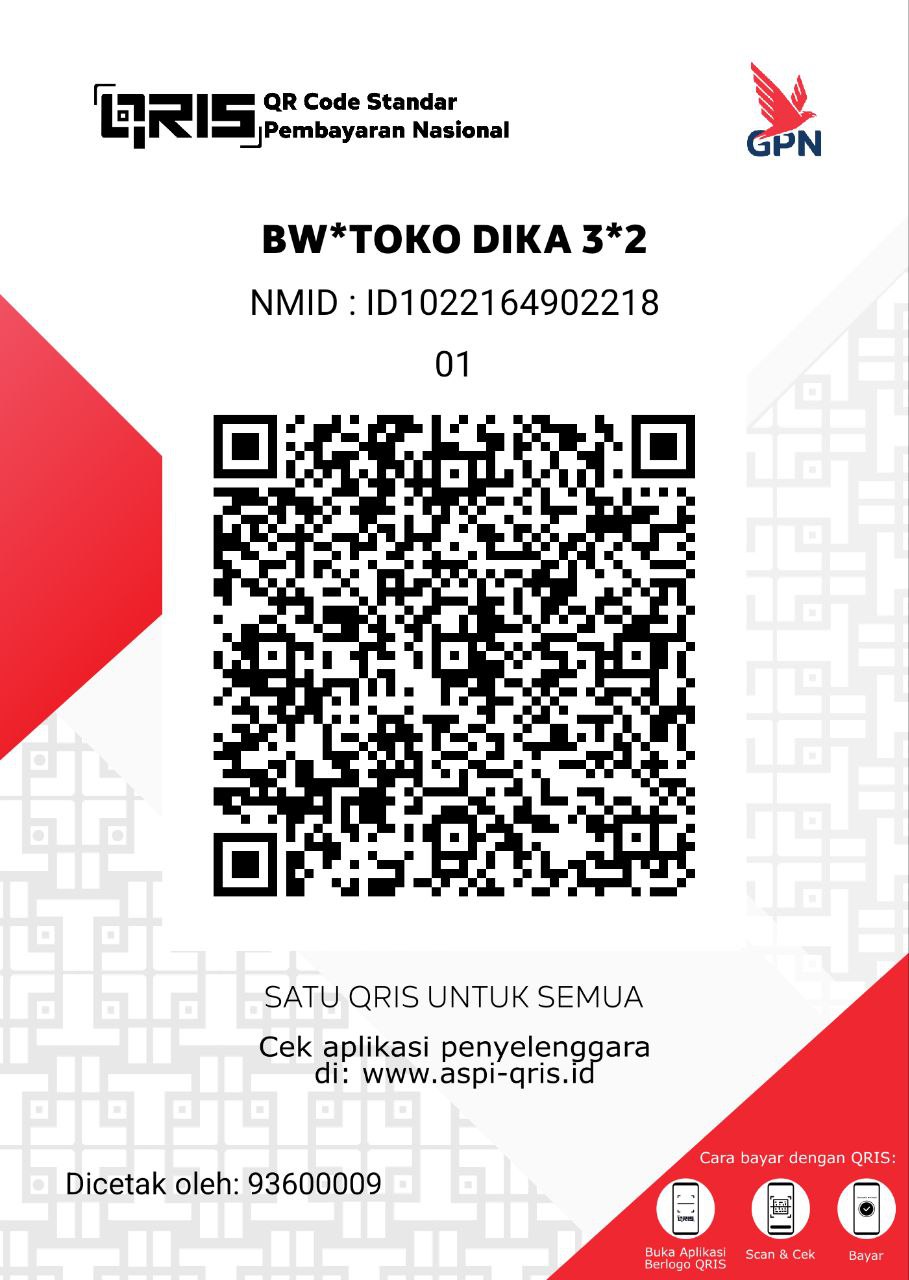 QRIS QR Code Standar
Pembayaran Nasional
GPN
BW*TOKO DIKA 3*2
NMID : ID1022164902218
01
SATU QRIS UNTUK SEMUA
Cek aplikasi penyelenggara
di: www.aspi-qris.id
Dicetak oleh: 93600009
Cara bayar dengan QRIS:
Buka Aplikasi
Berlogo QRIS
Scan & Cek
Bayar